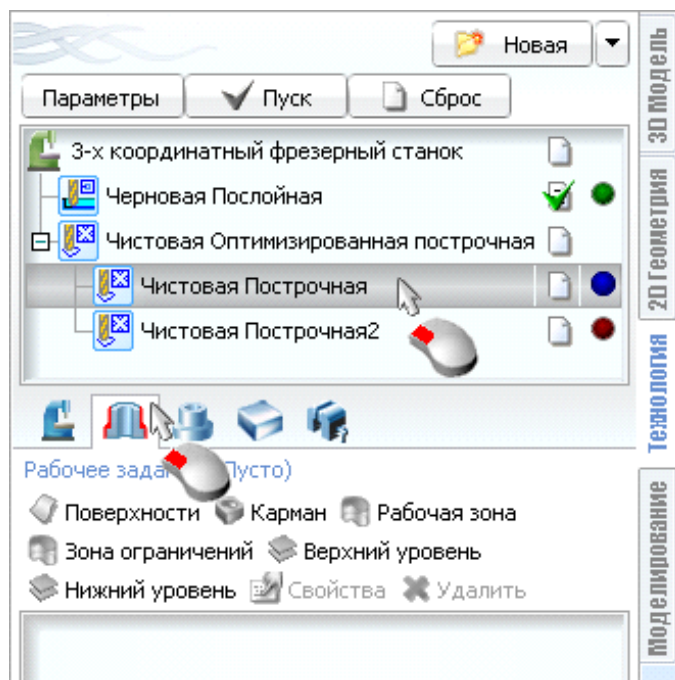 Новая
Параметры Пуск Сброс
3-х координатный фрезерный станок
Черновая Послойная
Чистовая Оптимизированная построчная
Чистовая Построчная
Чистовая Построчная2
Рабочее Пусто)
Поверхности Карман Рабочая зона
Зона ограничений Верхний уровень
Нижний уровень Свойства Удалить
3D Модель
2D Геометрия
Технология
Моделирование